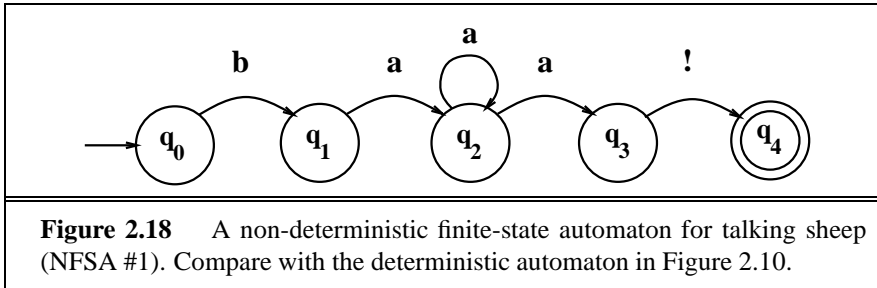 a
b a a !
q0 q1 q2 q3 q4
Figure 2.18 A non-deterministic finite-state automaton for talking sheep
(NFSA #1). Compare with the deterministic automaton in Figure 2.10.